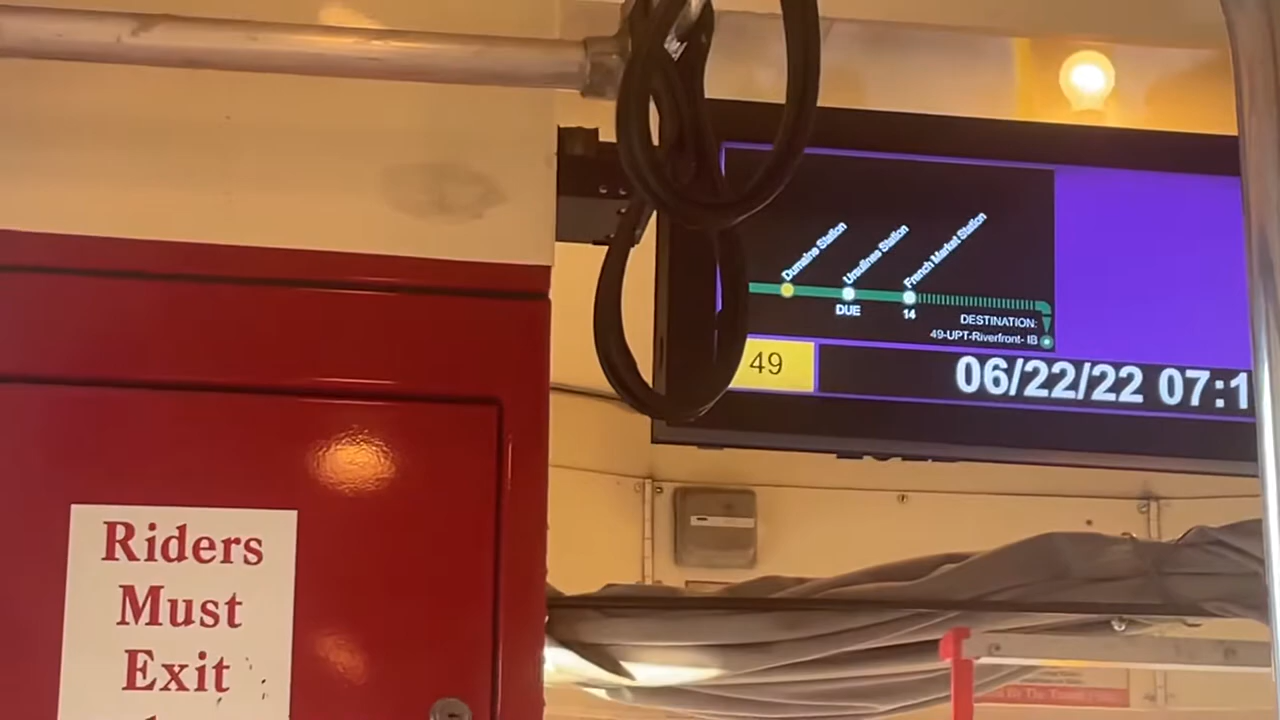 Dumaine Station
Ursulines Station
French Market Station
DUE
14
DESTINATION:
49-UPT-Riverfront- IB
49
06/22/22 07:1
Riders
Must
Exit